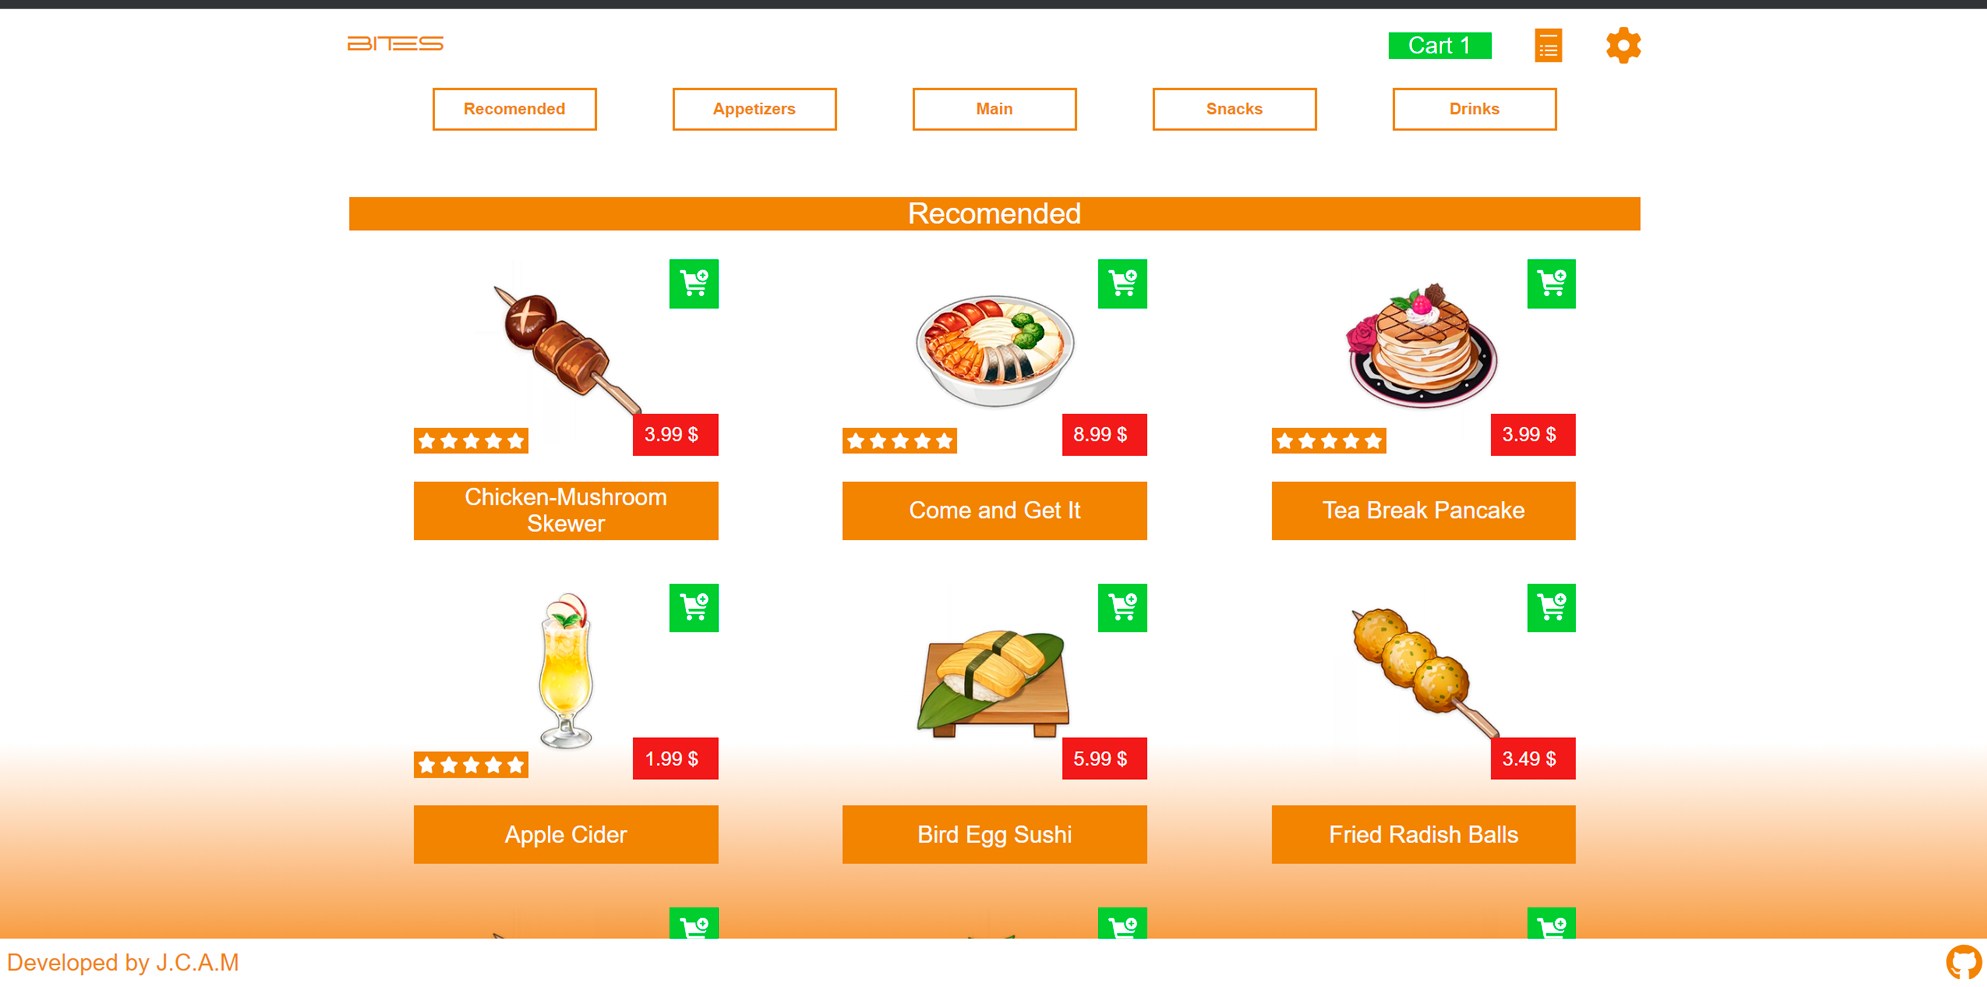 BITES
Cart 1
Recomended
Appetizers
Main
Snacks
Drinks
Recomended
3.99 $
8.99 $
3.99 $
Chicken-Mushroom
Skewer
Come and Get It
Tea Break Pancake
1.99 $
5.99 $
3.49 $
Apple Cider
Bird Egg Sushi
Fried Radish Balls
Developed by J.C.A.M